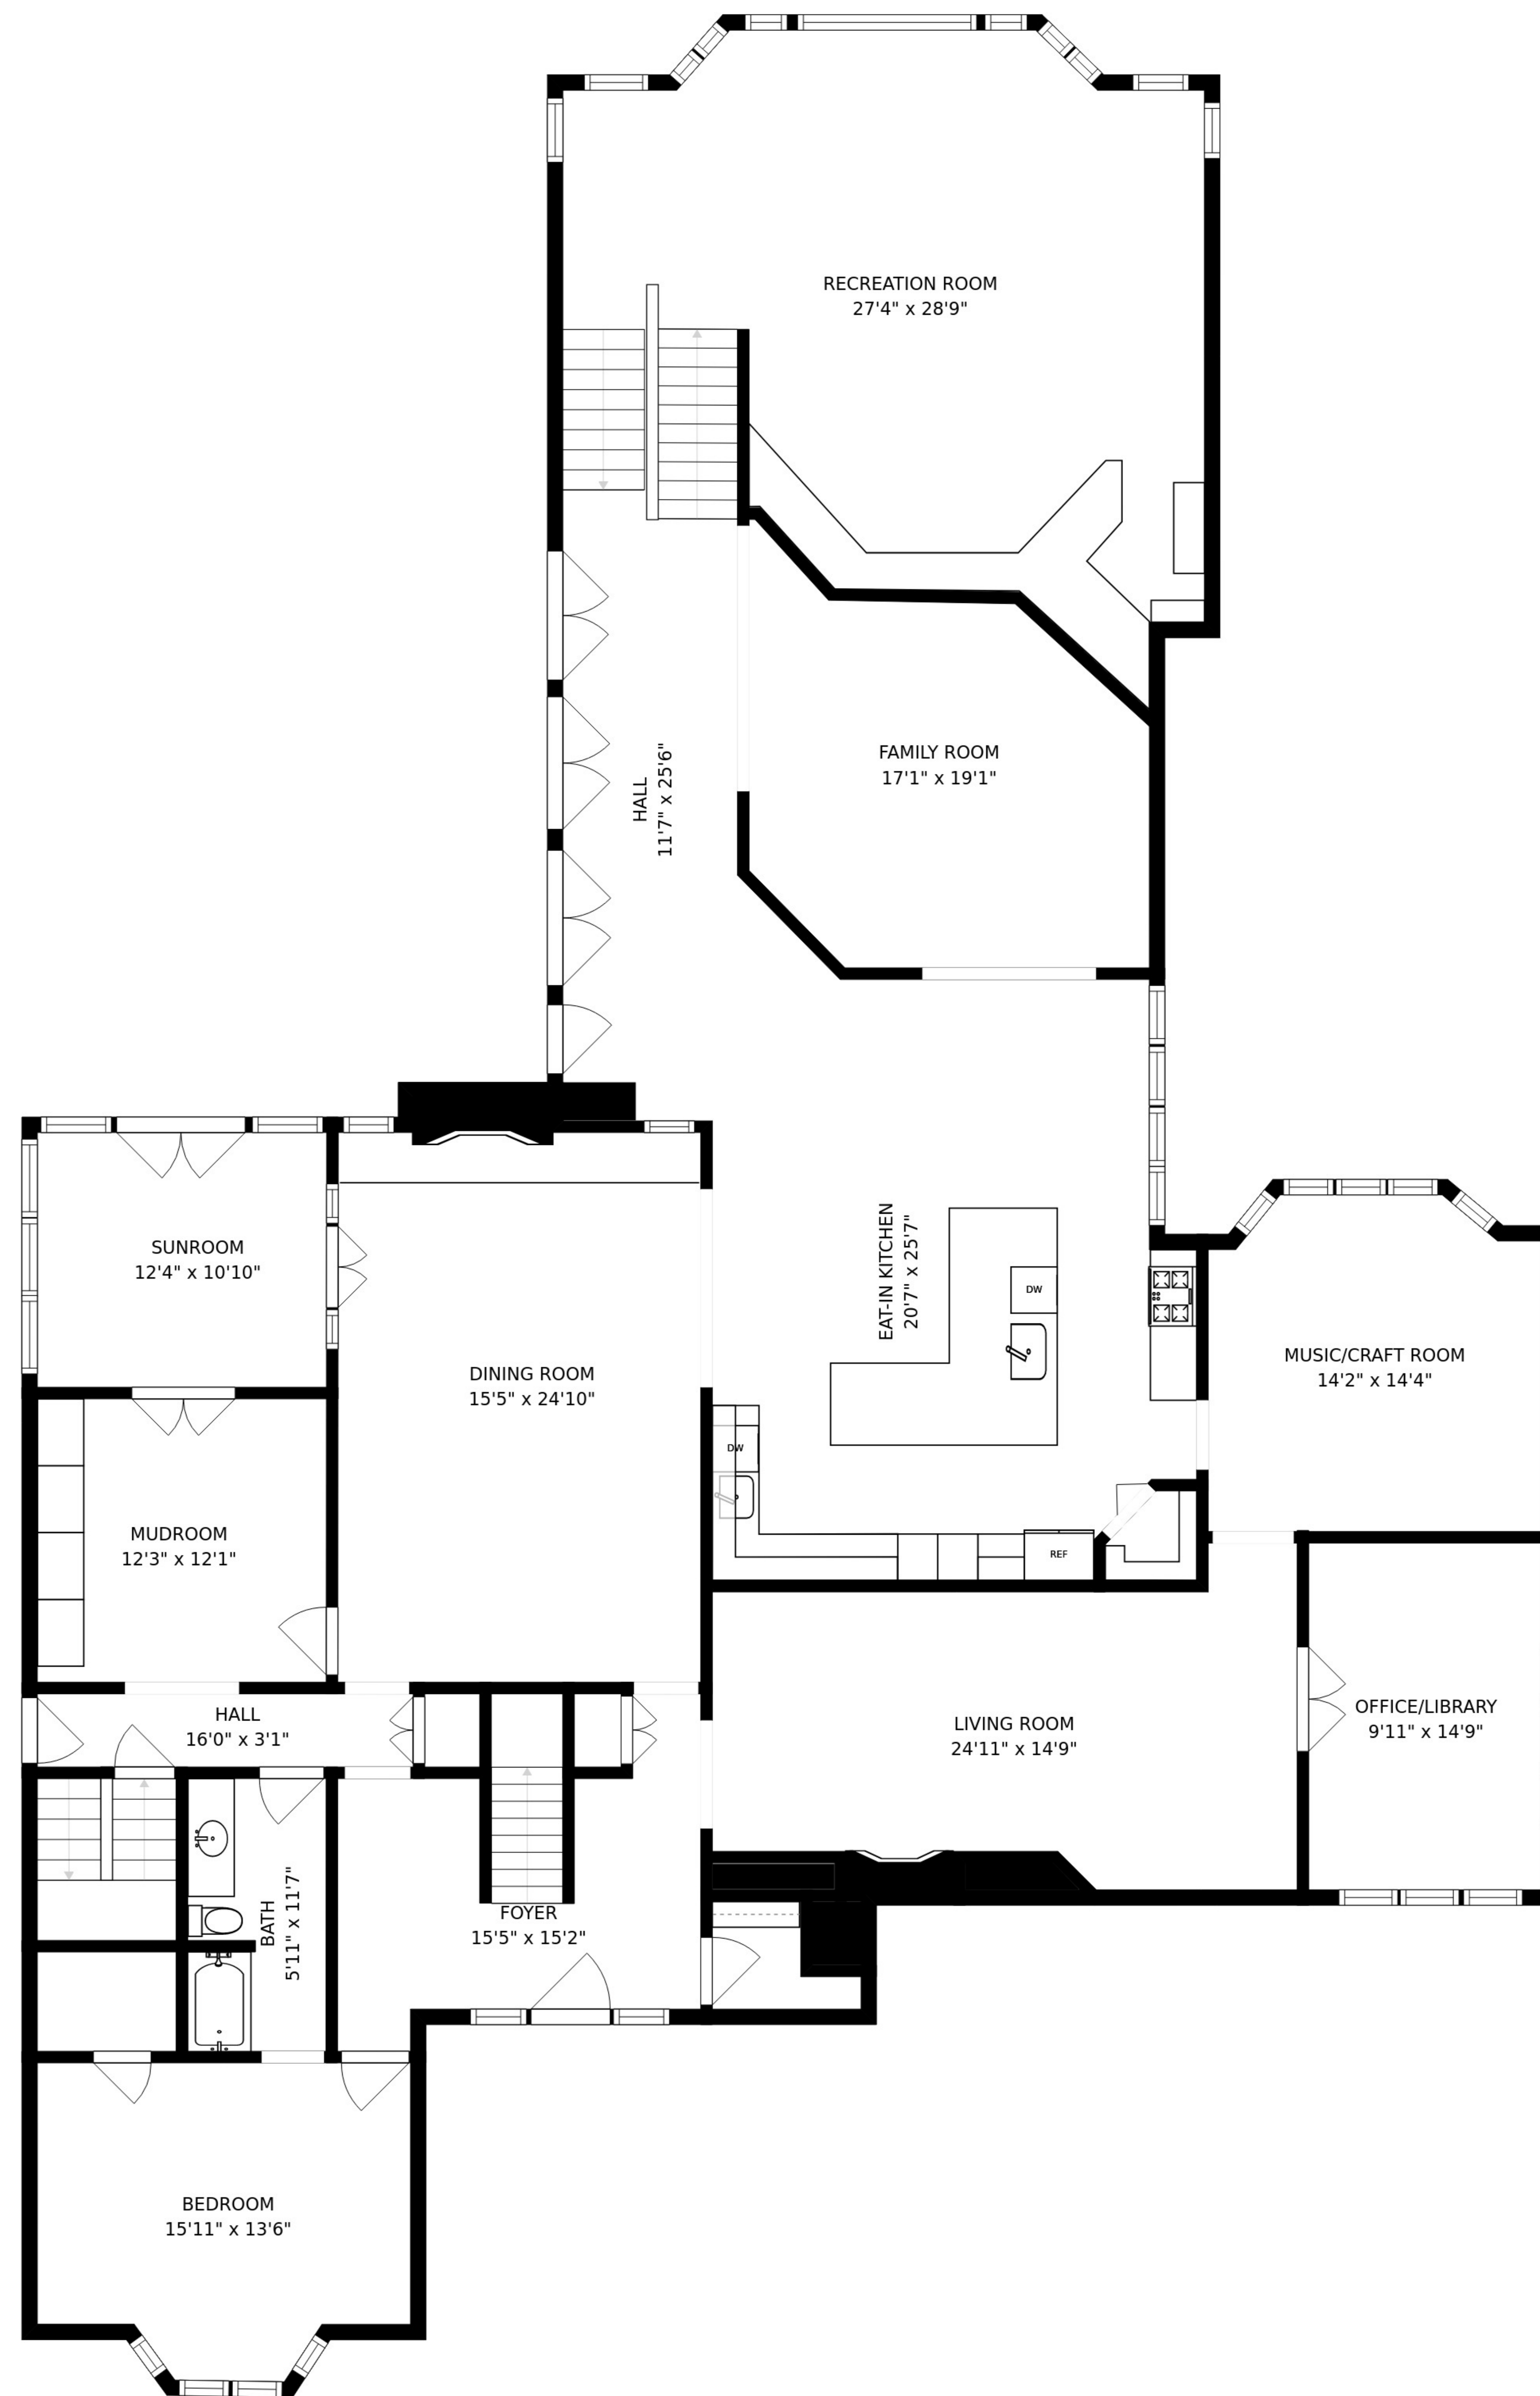 RECREATION ROOM
27'4" x 28'9"
FAMILY ROOM
17'1" x 19'1"
HALL
11'7" x 25'6"
EAT-IN KITCHEN
20'7" x 25'7"
DW
SUNROOM
12'4" x 10'10"
DINING ROOM
15'5" x 24'10"
MUSIC/CRAFT ROOM
14'2" x 14'4"
DW
REF
MUDROOM
12'3" x 12'1"
HALL
16'0" x 3'1"
LIVING ROOM
24'11" x 14'9"
OFFICE/LIBRARY
9'11" x 14'9"
BATH
5'11" x 11'7"
FOYER
15'5" x 15'2"
BEDROOM
15'11" x 13'6"